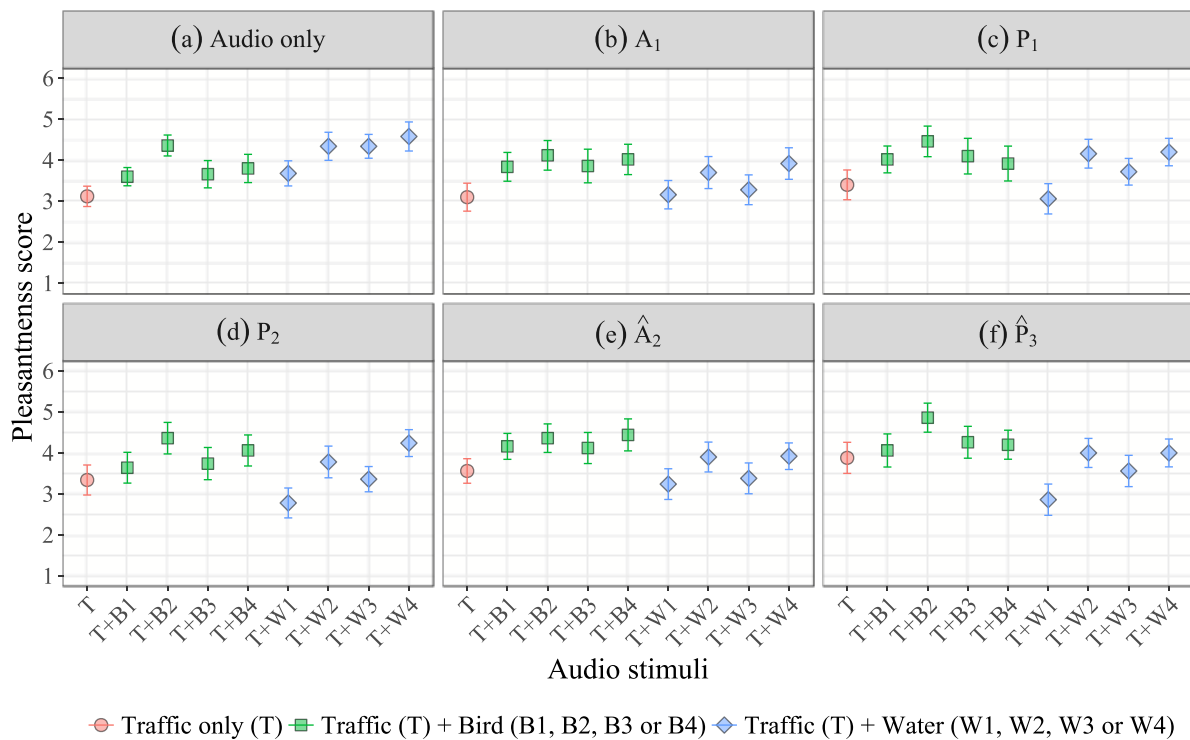 (a) Audio only
(b) A₁
(c) P₁
6
5
4
3
2
1
(d) P₂
(e) Â₂
(f) P̂₃
6
5
4
3
2
1
Pleasantnenss score
T T+B1 T+B2 T+B3 T+B4 T+W1 T+W2 T+W3 T+W4
T T+B1 T+B2 T+B3 T+B4 T+W1 T+W2 T+W3 T+W4
T T+B1 T+B2 T+B3 T+B4 T+W1 T+W2 T+W3 T+W4
Audio stimuli
Traffic only (T) Traffic (T) + Bird (B1, B2, B3 or B4) Traffic (T) + Water (W1, W2, W3 or W4)